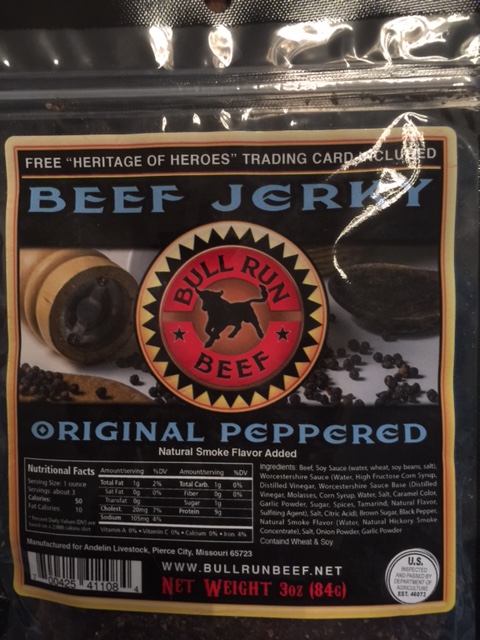 FREE "HERITAGE OF HEROES" TRADING CARD INCLUDED
BEEF JERKY
BULL RUN
BEEF
ORIGINAL PEPPERED
Natural Smoke Flavor Added
Nutritional Facts
Serving Size: 1 ounce
Servings: about 3
Calories: 50
Fat Calories: 10
Amount/serving %DV
Total Fat 1g 2%
Sat Fat 0g 0%
Transfat 0g
Cholest. 20mg 7%
Sodium 105mg 4%
Amount/serving %DV
Total Carb. 1g 0%
Fiber 0g 0%
Sugar 1g
Protein 9g
Vitamin A 0% • Vitamin C 0% • Calcium 0% • Iron 4%
Ingredients: Beef, Soy Sauce (water, wheat, soy beans, salt),
Worcestershire Sauce (Water, High Fructose Corn Syrup,
Distilled Vinegar, Worcestershire Sauce Base (Distilled
Vinegar, Molasses, Corn Syrup, Water, Salt, Caramel Color,
Garlic Powder, Sugar, Spices, Tamarind, Natural Flavor,
Sulfiting Agent), Salt, Citric Acid), Brown Sugar, Black Pepper,
Natural Smoke Flavor (Water, Natural Hickory Smoke
Concentrate), Salt, Onion Powder, Garlic Powder
Containd Wheat & Soy
Manufactured for Andelin Livestock, Pierce City, Missouri 65723
WWW.BULLRUNBEEF.NET
NET WEIGHT 3OZ (84G)
7 00425 41108 4
U.S.
INSPECTED
AND PASSED BY
DEPARTMENT OF
AGRICULTURE
EST. 46073